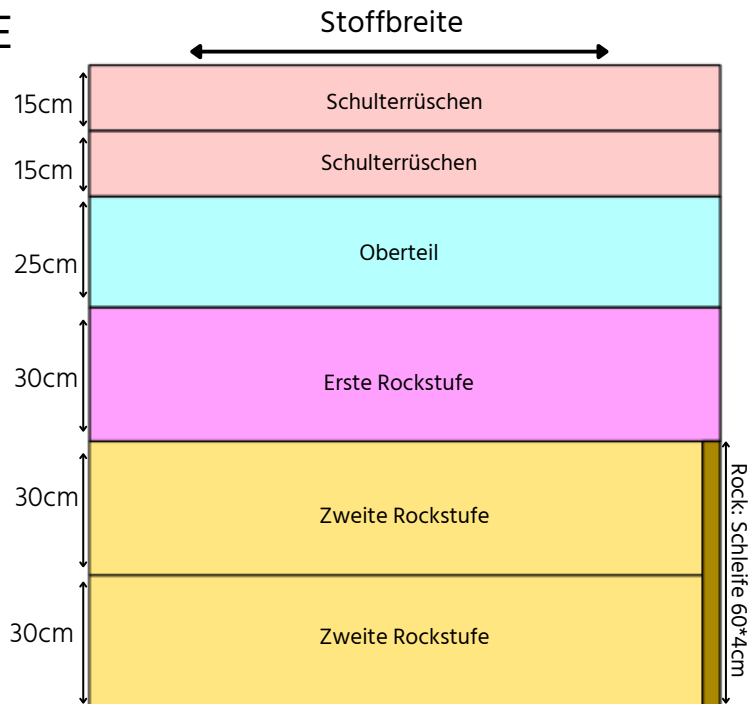 E
Stoffbreite
15cm
Schulterrüschen
15cm
Schulterrüschen
25cm
Oberteil
30cm
Erste Rockstufe
30cm
Zweite Rockstufe
30cm
Zweite Rockstufe
Rock: Schleife 60*4cm